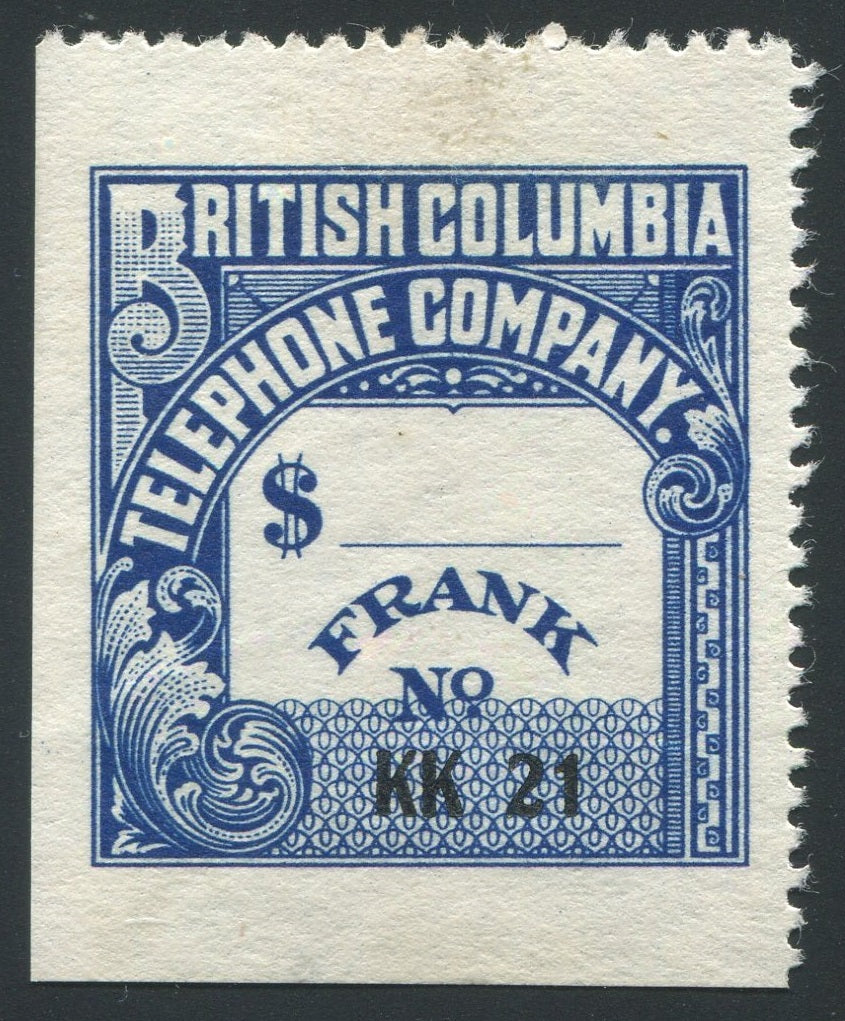 BRITISH COLUMBIA
TELEPHONE COMPANY.
$
FRANK
No
KK 21